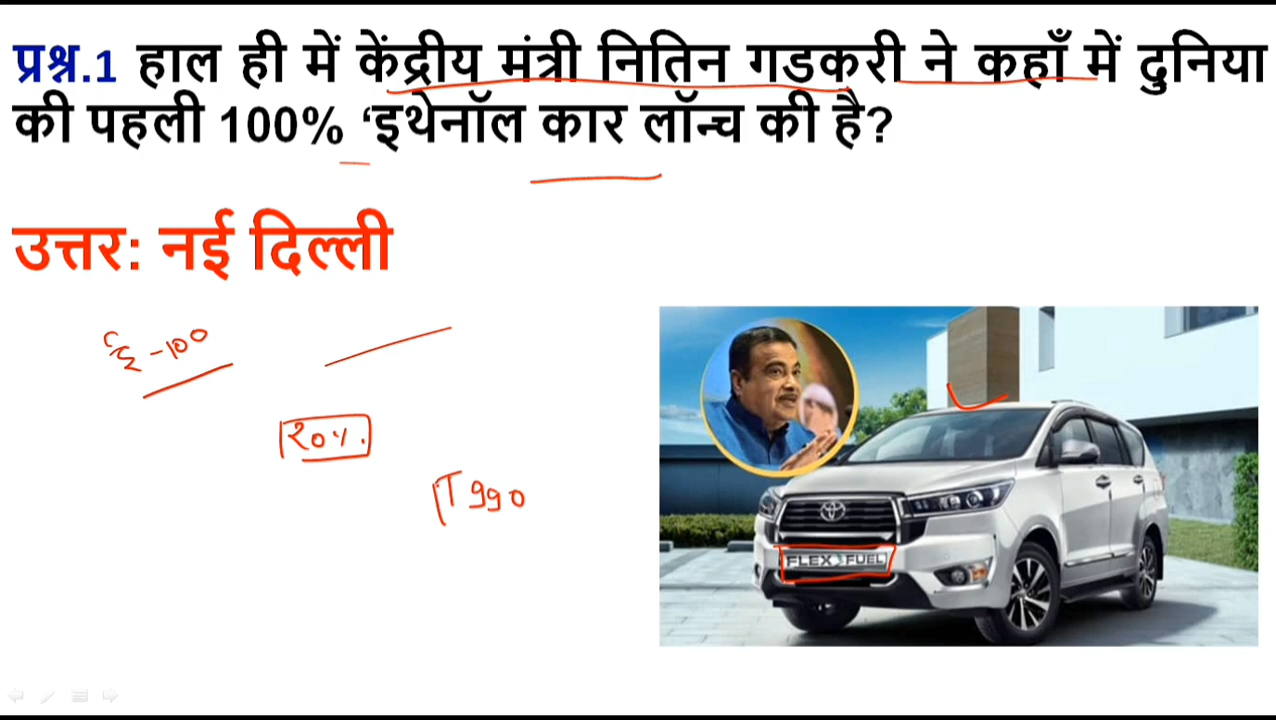 प्रश्न.1 हाल ही में केंद्रीय मंत्री नितिन गडकरी ने कहाँ में दुनिया
की पहली 100% ‘इथेनॉल कार लॉन्च की है?
उत्तर: नई दिल्ली
ई -100
20%.
FLEX FUEL